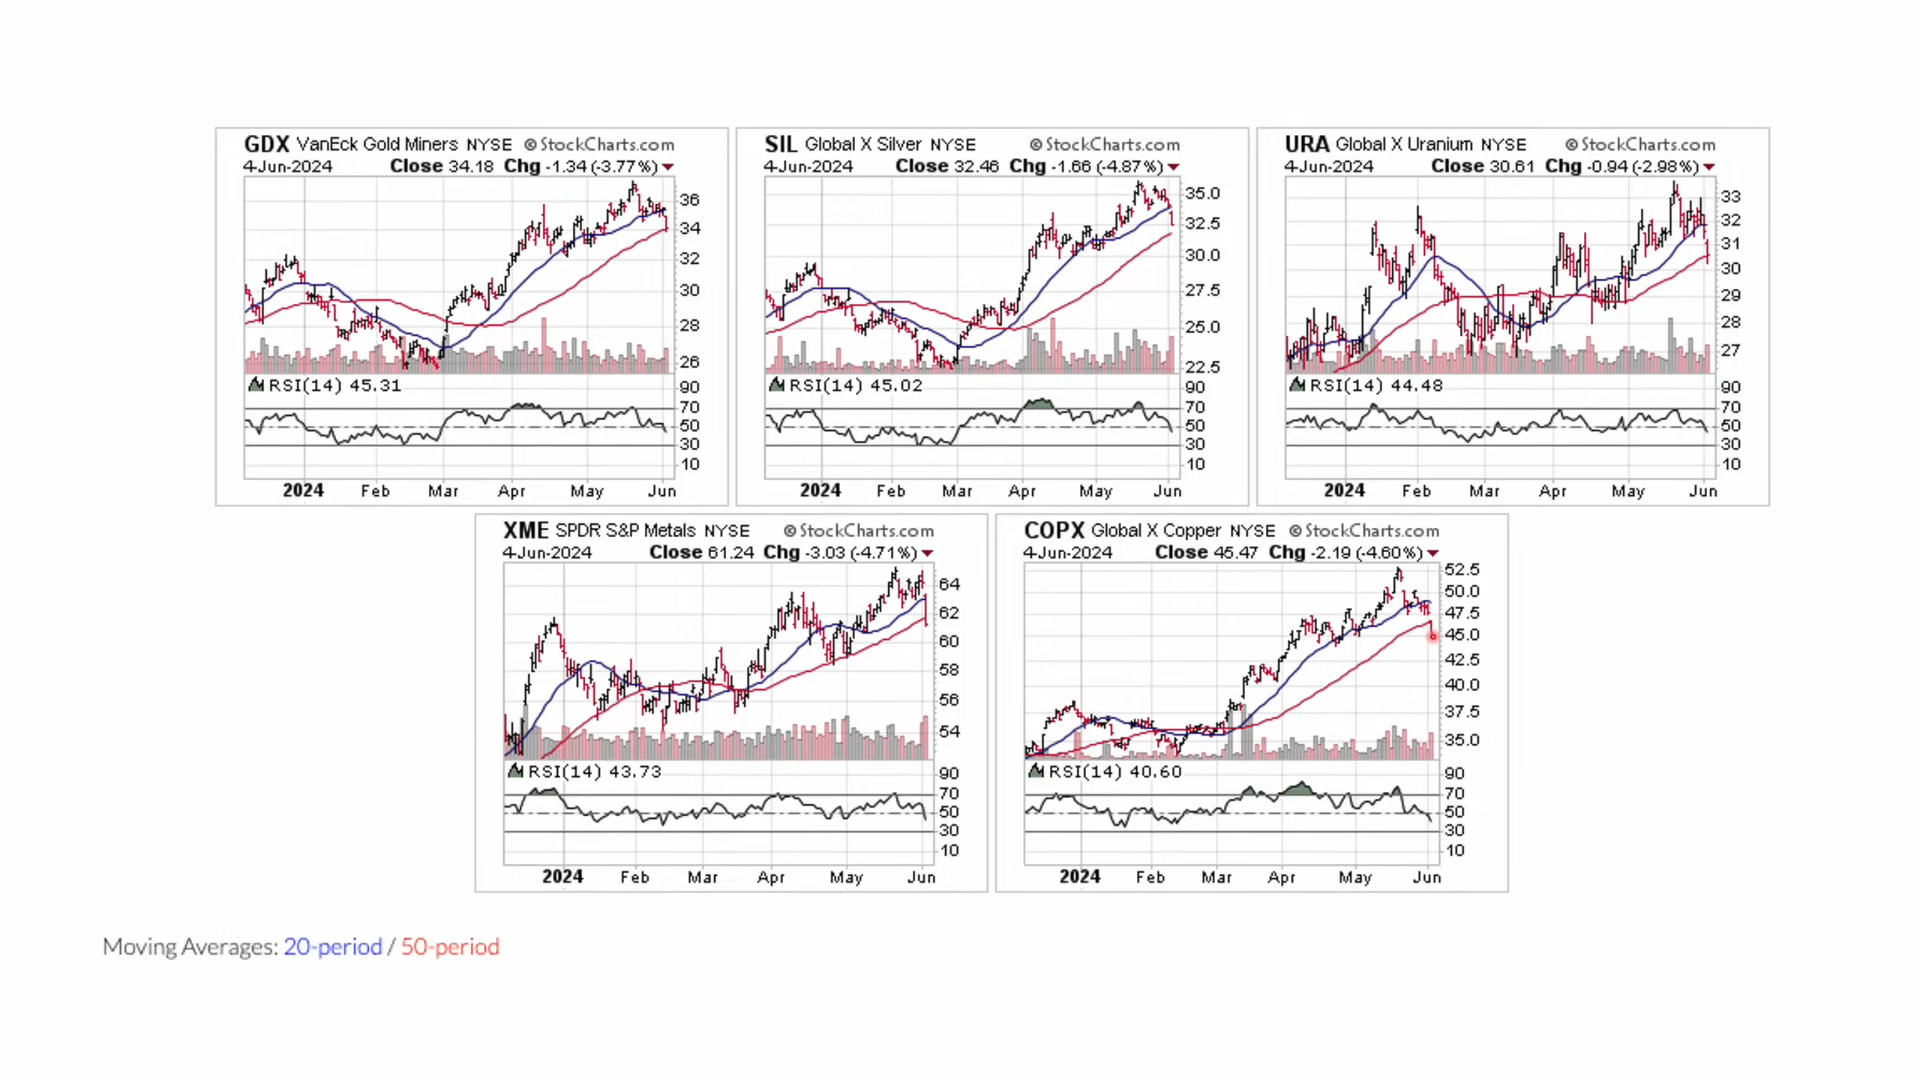 GDX VanEck Gold Miners NYSE © StockCharts.com
4-Jun-2024 Close 34.18 Chg -1.34 (-3.77%)
36
34
32
30
28
26
RSI(14) 45.31
90
70
50
30
10
2024 Feb Mar Apr May Jun
SIL Global X Silver NYSE © StockCharts.com
4-Jun-2024 Close 32.46 Chg -1.66 (-4.87%)
35.0
32.5
30.0
27.5
25.0
22.5
RSI(14) 45.02
90
70
50
30
10
2024 Feb Mar Apr May Jun
URA Global X Uranium NYSE © StockCharts.com
4-Jun-2024 Close 30.61 Chg -0.94 (-2.98%)
33
32
31
30
29
28
27
RSI(14) 44.48
90
70
50
30
10
2024 Feb Mar Apr May Jun
XME SPDR S&P Metals NYSE © StockCharts.com
4-Jun-2024 Close 61.24 Chg -3.03 (-4.71%)
64
62
60
58
56
54
RSI(14) 43.73
90
70
50
30
10
2024 Feb Mar Apr May Jun
COPX Global X Copper NYSE © StockCharts.com
4-Jun-2024 Close 45.47 Chg -2.19 (-4.60%)
52.5
50.0
47.5
45.0
42.5
40.0
37.5
35.0
RSI(14) 40.60
90
70
50
30
10
2024 Feb Mar Apr May Jun
Moving Averages: 20-period / 50-period